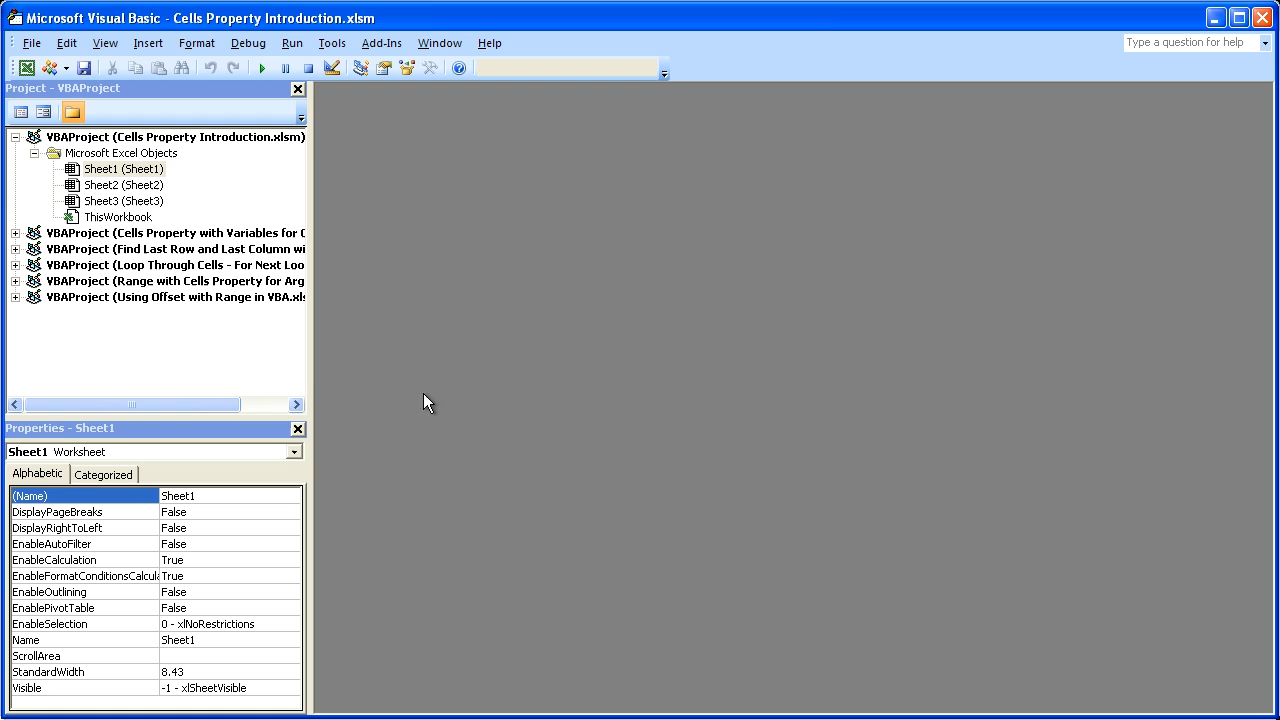 Microsoft Visual Basic - Cells Property Introduction.xlsm
File Edit View Insert Format Debug Run Tools Add-Ins Window Help
Type a question for help
Project - VBAProject
VBAProject (Cells Property Introduction.xlsm)
Microsoft Excel Objects
Sheet1 (Sheet1)
Sheet2 (Sheet2)
Sheet3 (Sheet3)
ThisWorkbook
VBAProject (Cells Property with Variables for
VBAProject (Find Last Row and Last Column wi
VBAProject (Loop Through Cells - For Next Loo
VBAProject (Range with Cells Property for Arg
VBAProject (Using Offset with Range in VBA.xls
Properties - Sheet1
Sheet1 Worksheet
Alphabetic Categorized
(Name) Sheet1
DisplayPageBreaks False
DisplayRightToLeft False
EnableAutoFilter False
EnableCalculation True
EnableFormatConditionsCalcula True
EnableOutlining False
EnablePivotTable False
EnableSelection 0 - xlNoRestrictions
Name Sheet1
ScrollArea
StandardWidth 8.43
Visible -1 - xlSheetVisible